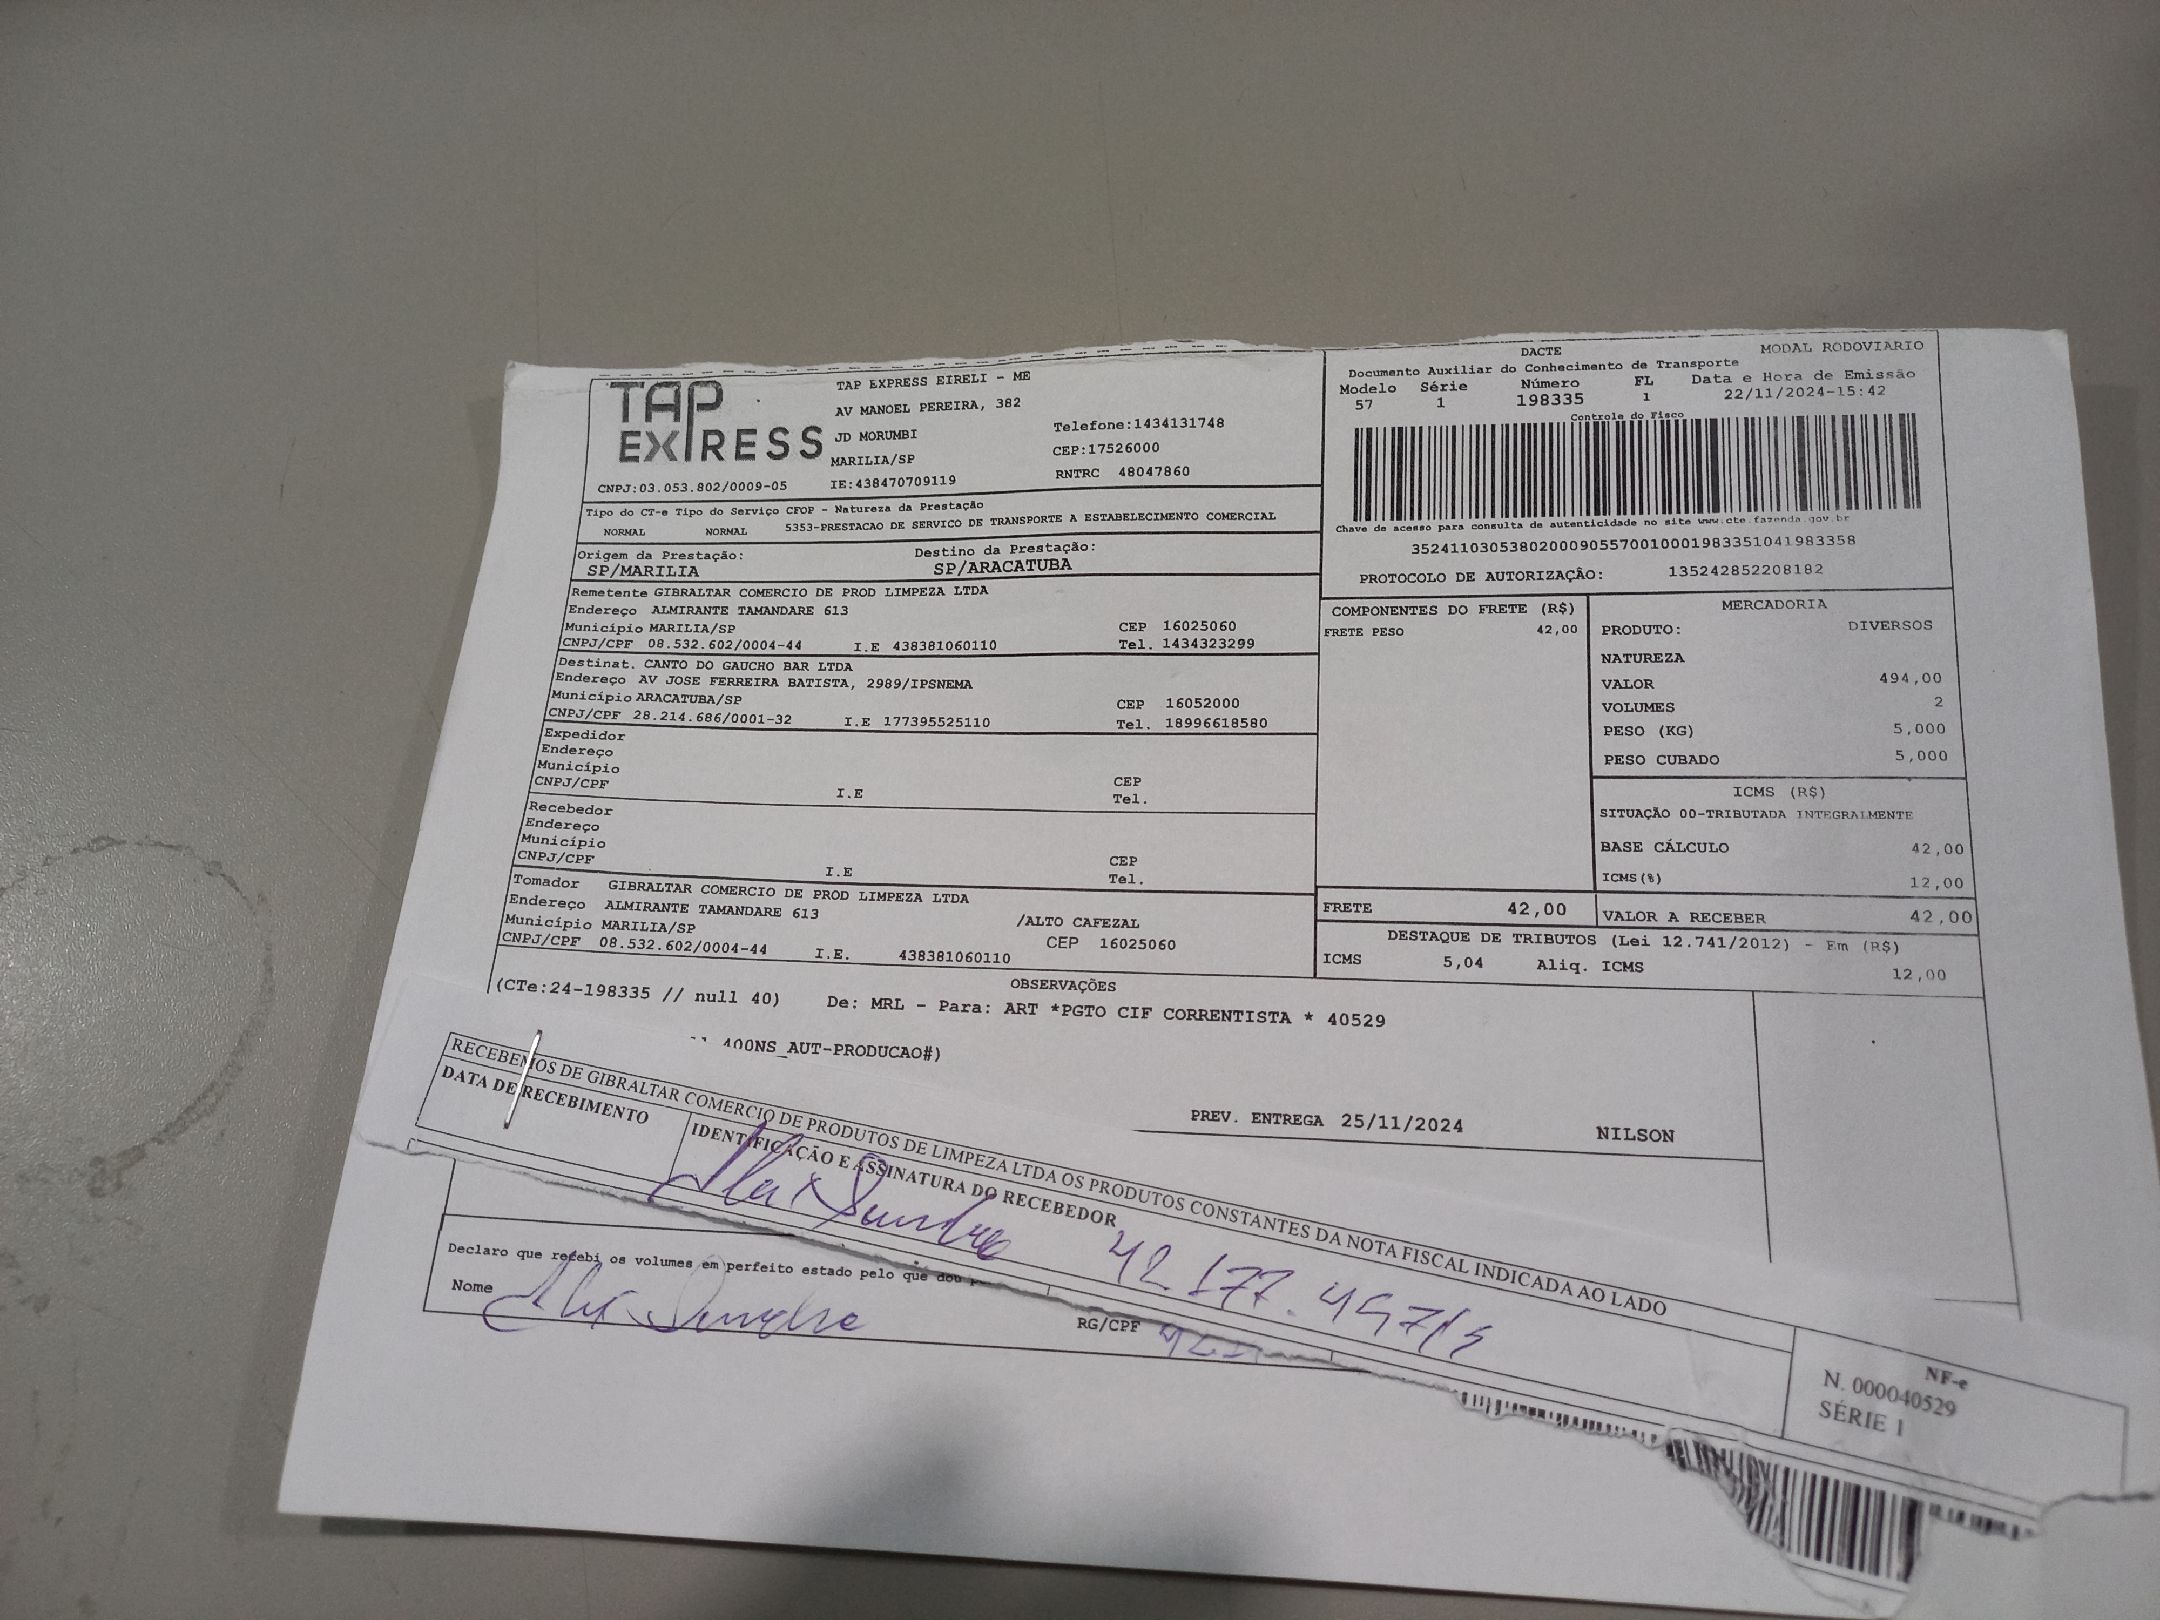 TAP EXPRESS
TAP EXPRESS EIRELI - ME
AV MANOEL PEREIRA, 382
JD MORUMBI
Telefone:1434131748
MARILIA/SP
CEP:17526000
CNPJ:03.053.802/0009-05
IE:438470709119
RNTRC 48047860
DACTE
MODAL RODOVIARIO
Documento Auxiliar do Conhecimento de Transporte
Modelo Série Número FL Data e Hora de Emissão
57 1 198335 1 22/11/2024-15:42
Controle do Fisco
Chave de acesso para consulta de autenticidade no site www.cte.fazenda.gov.br
35241103053802000905570010001983351041983358
PROTOCOLO DE AUTORIZAÇÃO: 135242852208182
Tipo do CT-e Tipo do Serviço CFOP - Natureza da Prestação
NORMAL NORMAL 5353-PRESTACAO DE SERVICO DE TRANSPORTE A ESTABELECIMENTO COMERCIAL
Origem da Prestação: Destino da Prestação:
SP/MARILIA SP/ARACATUBA
Remetente GIBRALTAR COMERCIO DE PROD LIMPEZA LTDA
Endereço ALMIRANTE TAMANDARE 613
Município MARILIA/SP CEP 16025060
CNPJ/CPF 08.532.602/0004-44 I.E 438381060110 Tel. 1434323299
Destinat. CANTO DO GAUCHO BAR LTDA
Endereço AV JOSE FERREIRA BATISTA, 2989/IPSNEMA
Município ARACATUBA/SP CEP 16052000
CNPJ/CPF 28.214.686/0001-32 I.E 177395525110 Tel. 18996618580
Expedidor
Endereço
Município CEP
CNPJ/CPF I.E Tel.
Recebedor
Endereço
Município CEP
CNPJ/CPF I.E Tel.
Tomador GIBRALTAR COMERCIO DE PROD LIMPEZA LTDA
Endereço ALMIRANTE TAMANDARE 613 /ALTO CAFEZAL
Município MARILIA/SP CEP 16025060
CNPJ/CPF 08.532.602/0004-44 I.E. 438381060110
COMPONENTES DO FRETE (R$)
FRETE PESO 42,00
MERCADORIA
PRODUTO: DIVERSOS
NATUREZA
VALOR 494,00
VOLUMES 2
PESO (KG) 5,000
PESO CUBADO 5,000
ICMS (R$)
SITUAÇÃO 00-TRIBUTADA INTEGRALMENTE
BASE CÁLCULO 42,00
ICMS(%) 12,00
FRETE 42,00
VALOR A RECEBER 42,00
DESTAQUE DE TRIBUTOS (Lei 12.741/2012) - Em (R$)
ICMS 5,04 Aliq. ICMS 12,00
OBSERVAÇÕES
(CTe:24-198335 // null 40) De: MRL - Para: ART *PGTO CIF CORRENTISTA * 40529
400NS_AUT-PRODUCAO#)
PREV. ENTREGA 25/11/2024 NILSON
RECEBEMOS DE GIBRALTAR COMERCIO DE PRODUTOS DE LIMPEZA LTDA OS PRODUTOS CONSTANTES DA NOTA FISCAL INDICADA AO LADO
DATA DE RECEBIMENTO
IDENTIFICAÇÃO E ASSINATURA DO RECEBEDOR
NF-e
N. 000040529
SÉRIE 1
Declaro que recebi os volumes em perfeito estado pelo que dou
Nome Alex
RG/CPF